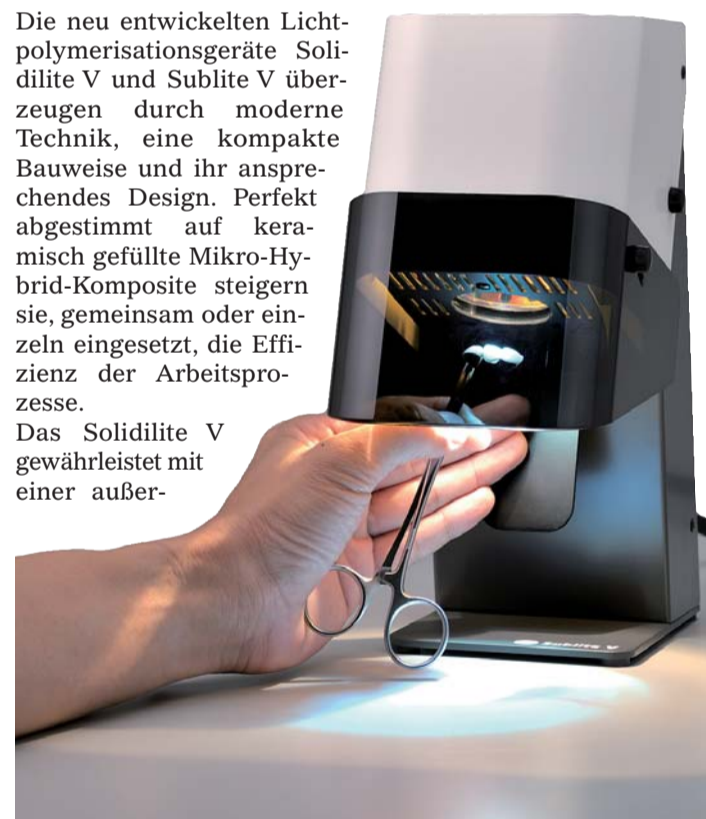 Die neu entwickelten Licht-
polymerisationsgeräte Soli-
dilite V und Sublite V über-
zeugen durch moderne
Technik, eine kompakte
Bauweise und ihr anspre-
chendes Design. Perfekt
abgestimmt auf kera-
misch gefüllte Mikro-Hy-
brid-Komposite steigern
sie, gemeinsam oder ein-
zeln eingesetzt, die Effi-
zienz der Arbeitspro-
zesse.
Das Solidilite V
gewährleistet mit
einer außer-
Sublite V